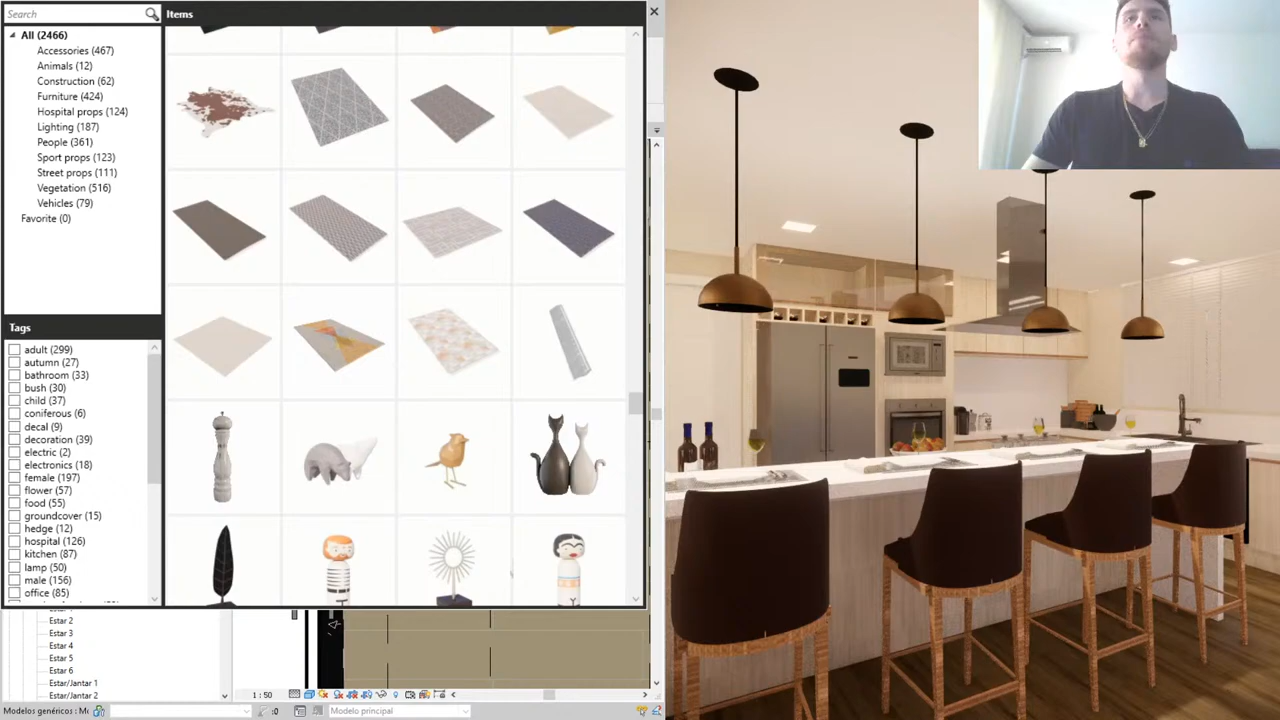 Search
Items
All (2466)
Accessories (467)
Animals (12)
Construction (62)
Furniture (424)
Hospital props (124)
Lighting (187)
People (361)
Sport props (123)
Street props (111)
Vegetation (516)
Vehicles (79)
Favorite (0)
Tags
adult (299)
autumn (27)
bathroom (33)
bush (30)
child (37)
coniferous (6)
decal (9)
decoration (39)
electric (2)
electronics (18)
female (197)
flower (57)
food (55)
groundcover (15)
hedge (12)
hospital (126)
kitchen (87)
lamp (50)
male (156)
office (85)
Estar 2
Estar 3
Estar 4
Estar 5
Estar 6
Estar/Jantar 1
Estar/Jantar 2
1 : 50
Modelos genéricos : Mo
:0
Modelo principal